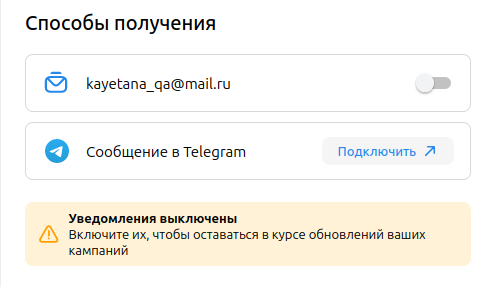 Способы получения
kayetana_qa@mail.ru
Сообщение в Telegram
Подключить
Уведомления выключены
Включите их, чтобы оставаться в курсе обновлений ваших
кампаний